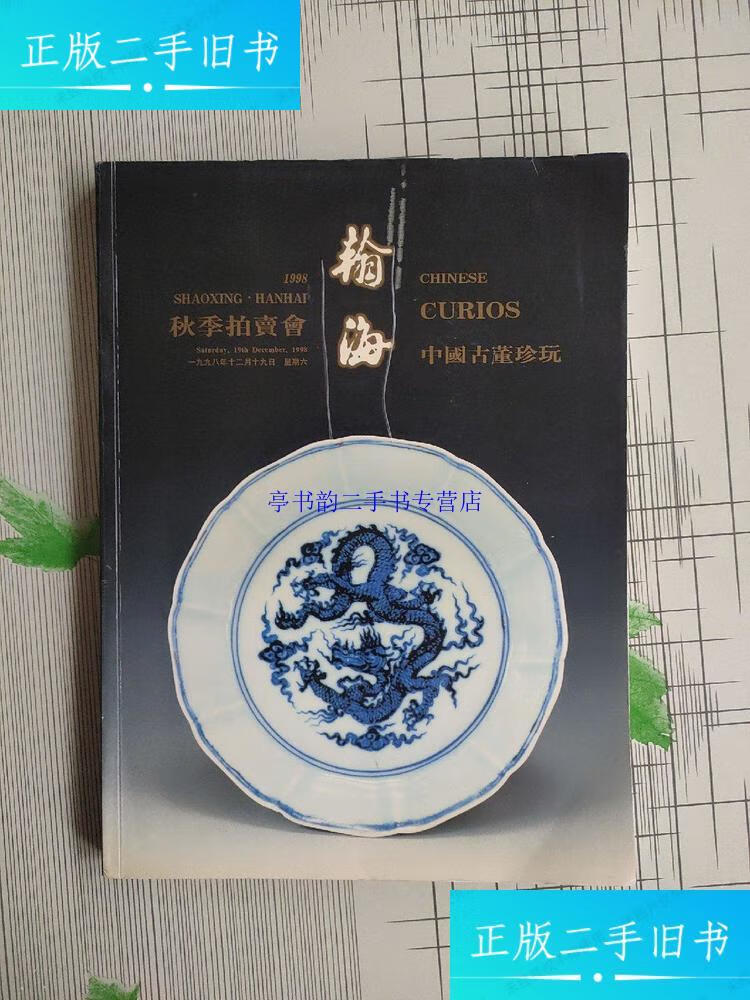 正版二手旧书
翰海
1998
SHAOXING · HANHAI
秋季拍賣會
Saturday, 19th December, 1998
一九九八年十二月十九日 星期六
CHINESE
CURIOS
中國古董珍玩
亭书韵二手书专营店
正版二手旧书